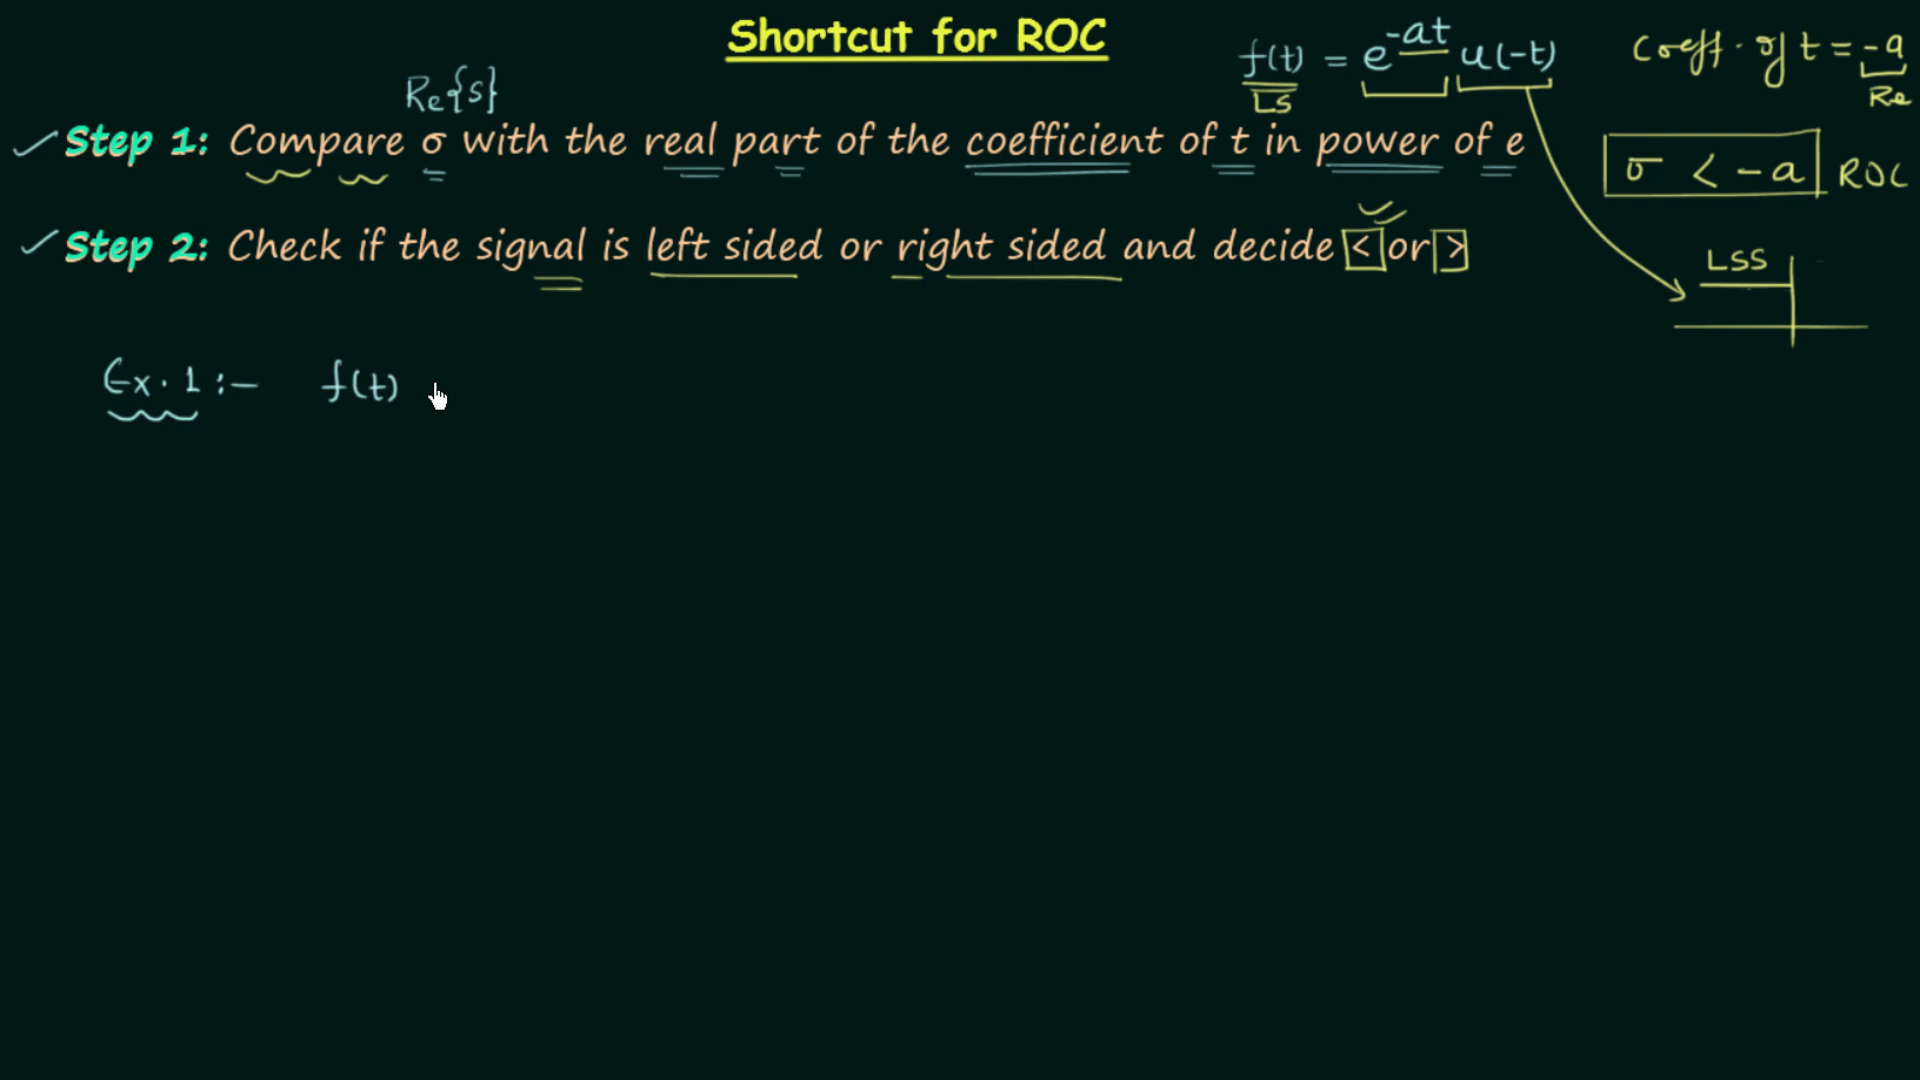 Shortcut for ROC
f(t) = e^-at u(-t)
LS
Coeff. of t = -a
Re
Re{s}
Step 1: Compare σ with the real part of the coefficient of t in power of e
σ < -a ROC
Step 2: Check if the signal is left sided or right sided and decide < or >
LSS
Ex. 1 :- f(t)